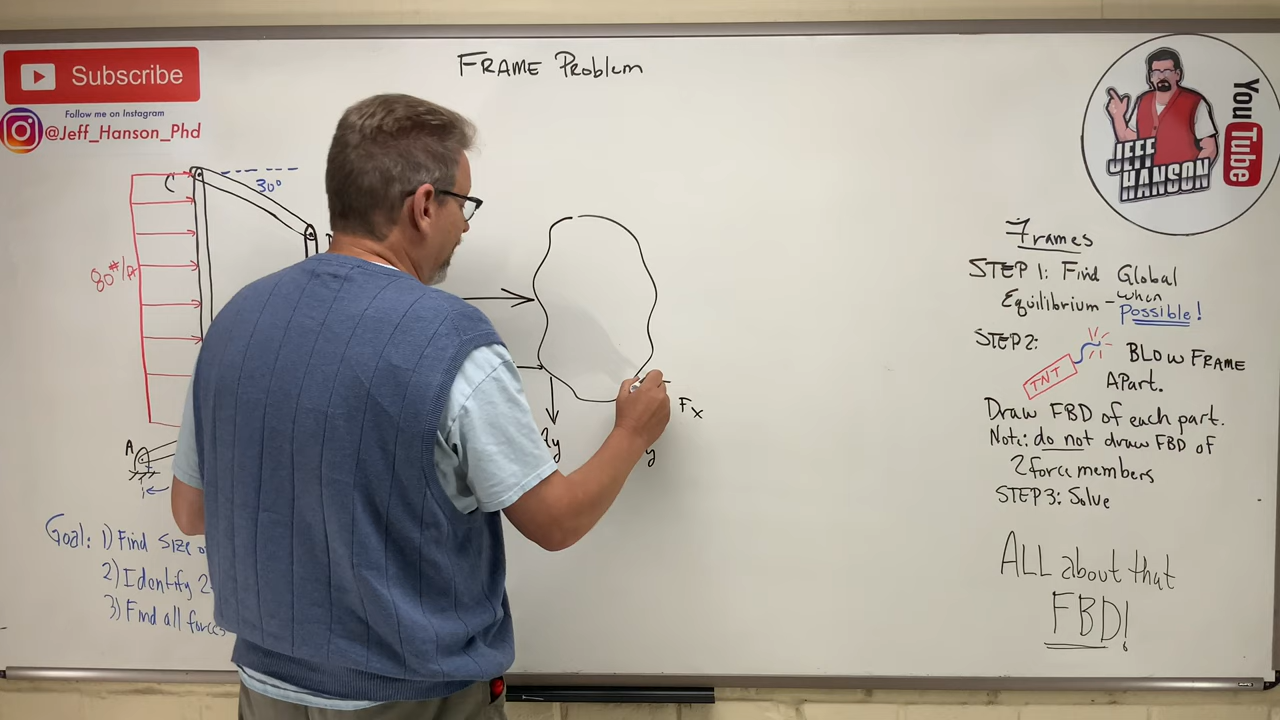 Subscribe
Follow me on Instagram
@Jeff_Hanson_Phd
FRAME Problem
YouTube
JEFF HANSON
C
30°
80#/ft
A
Fx
y
y
Goal: 1) Find Size
2) Identify 2
3) Find all forces
Frames
STEP 1: Find Global
Equilibrium - when
possible!
STEP 2:
TNT
BLOW FRAME
APart.
Draw FBD of each part.
Note: do not draw FBD of
2 force members
STEP 3: Solve
ALL about that
FBD!